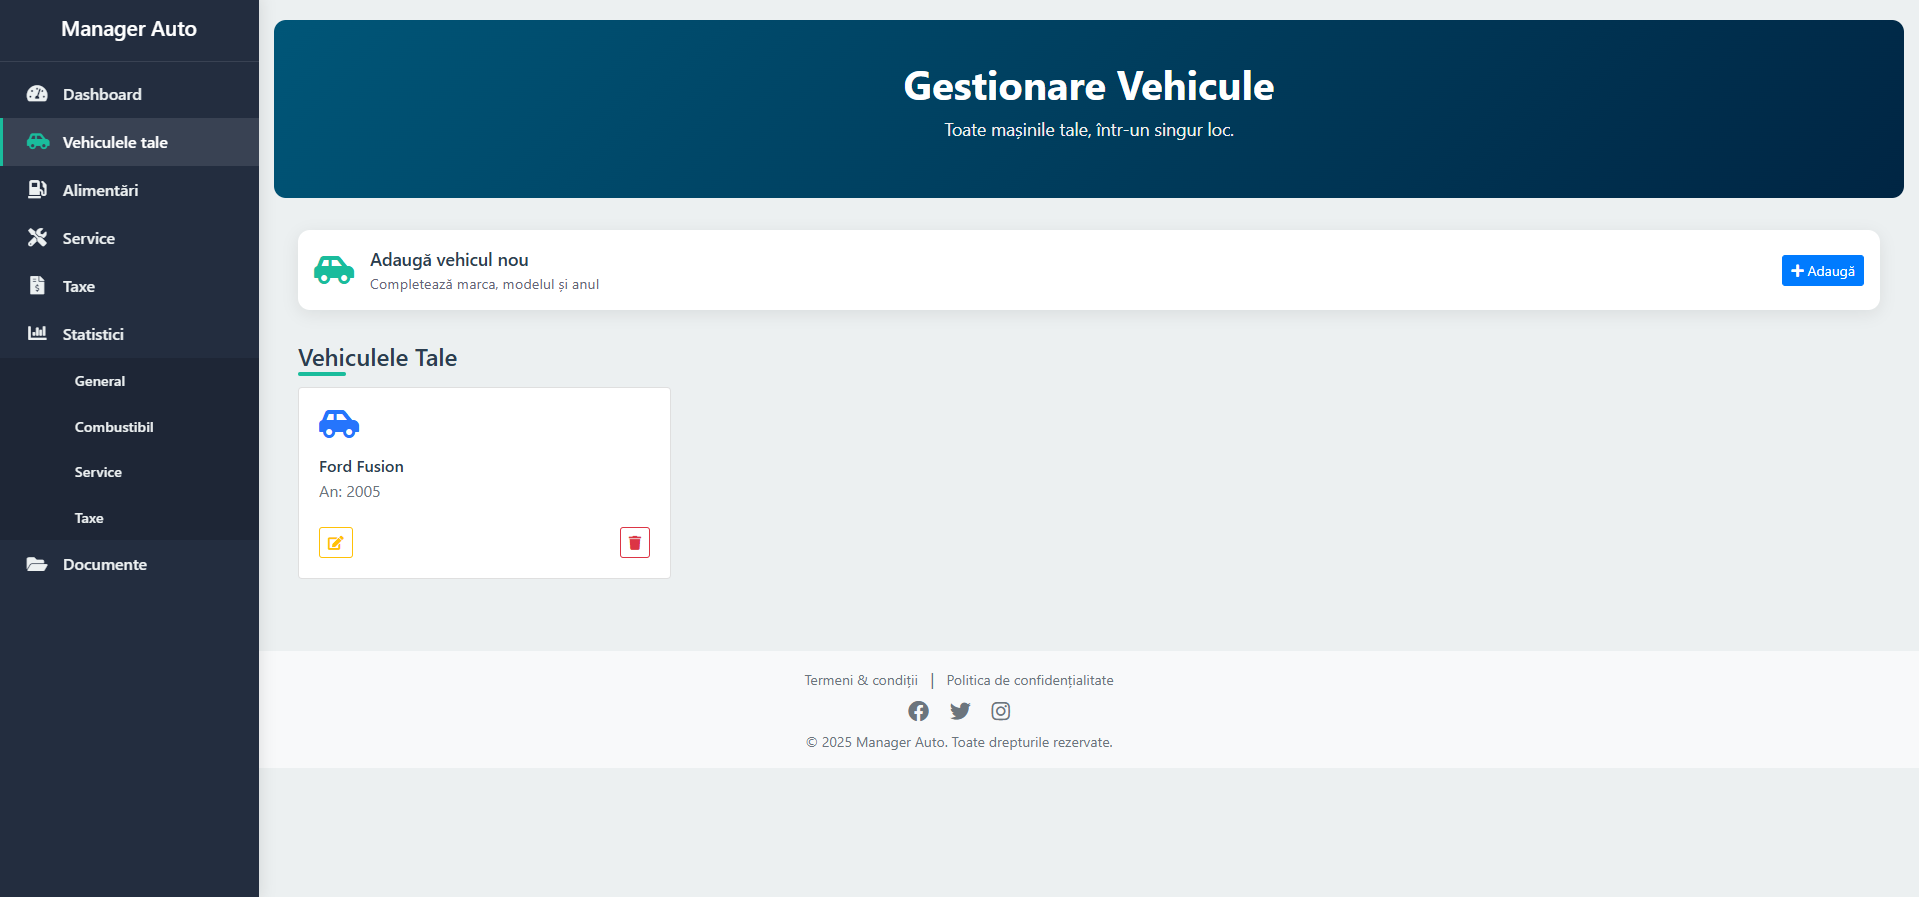 Manager Auto
Dashboard
Vehiculele tale
Alimentări
Service
Taxe
Statistici
General
Combustibil
Service
Taxe
Documente
Gestionare Vehicule
Toate mașinile tale, într-un singur loc.
Adaugă vehicul nou
Completează marca, modelul și anul
Adaugă
Vehiculele Tale
Ford Fusion
An: 2005
Termeni & condiții | Politica de confidențialitate
© 2025 Manager Auto. Toate drepturile rezervate.